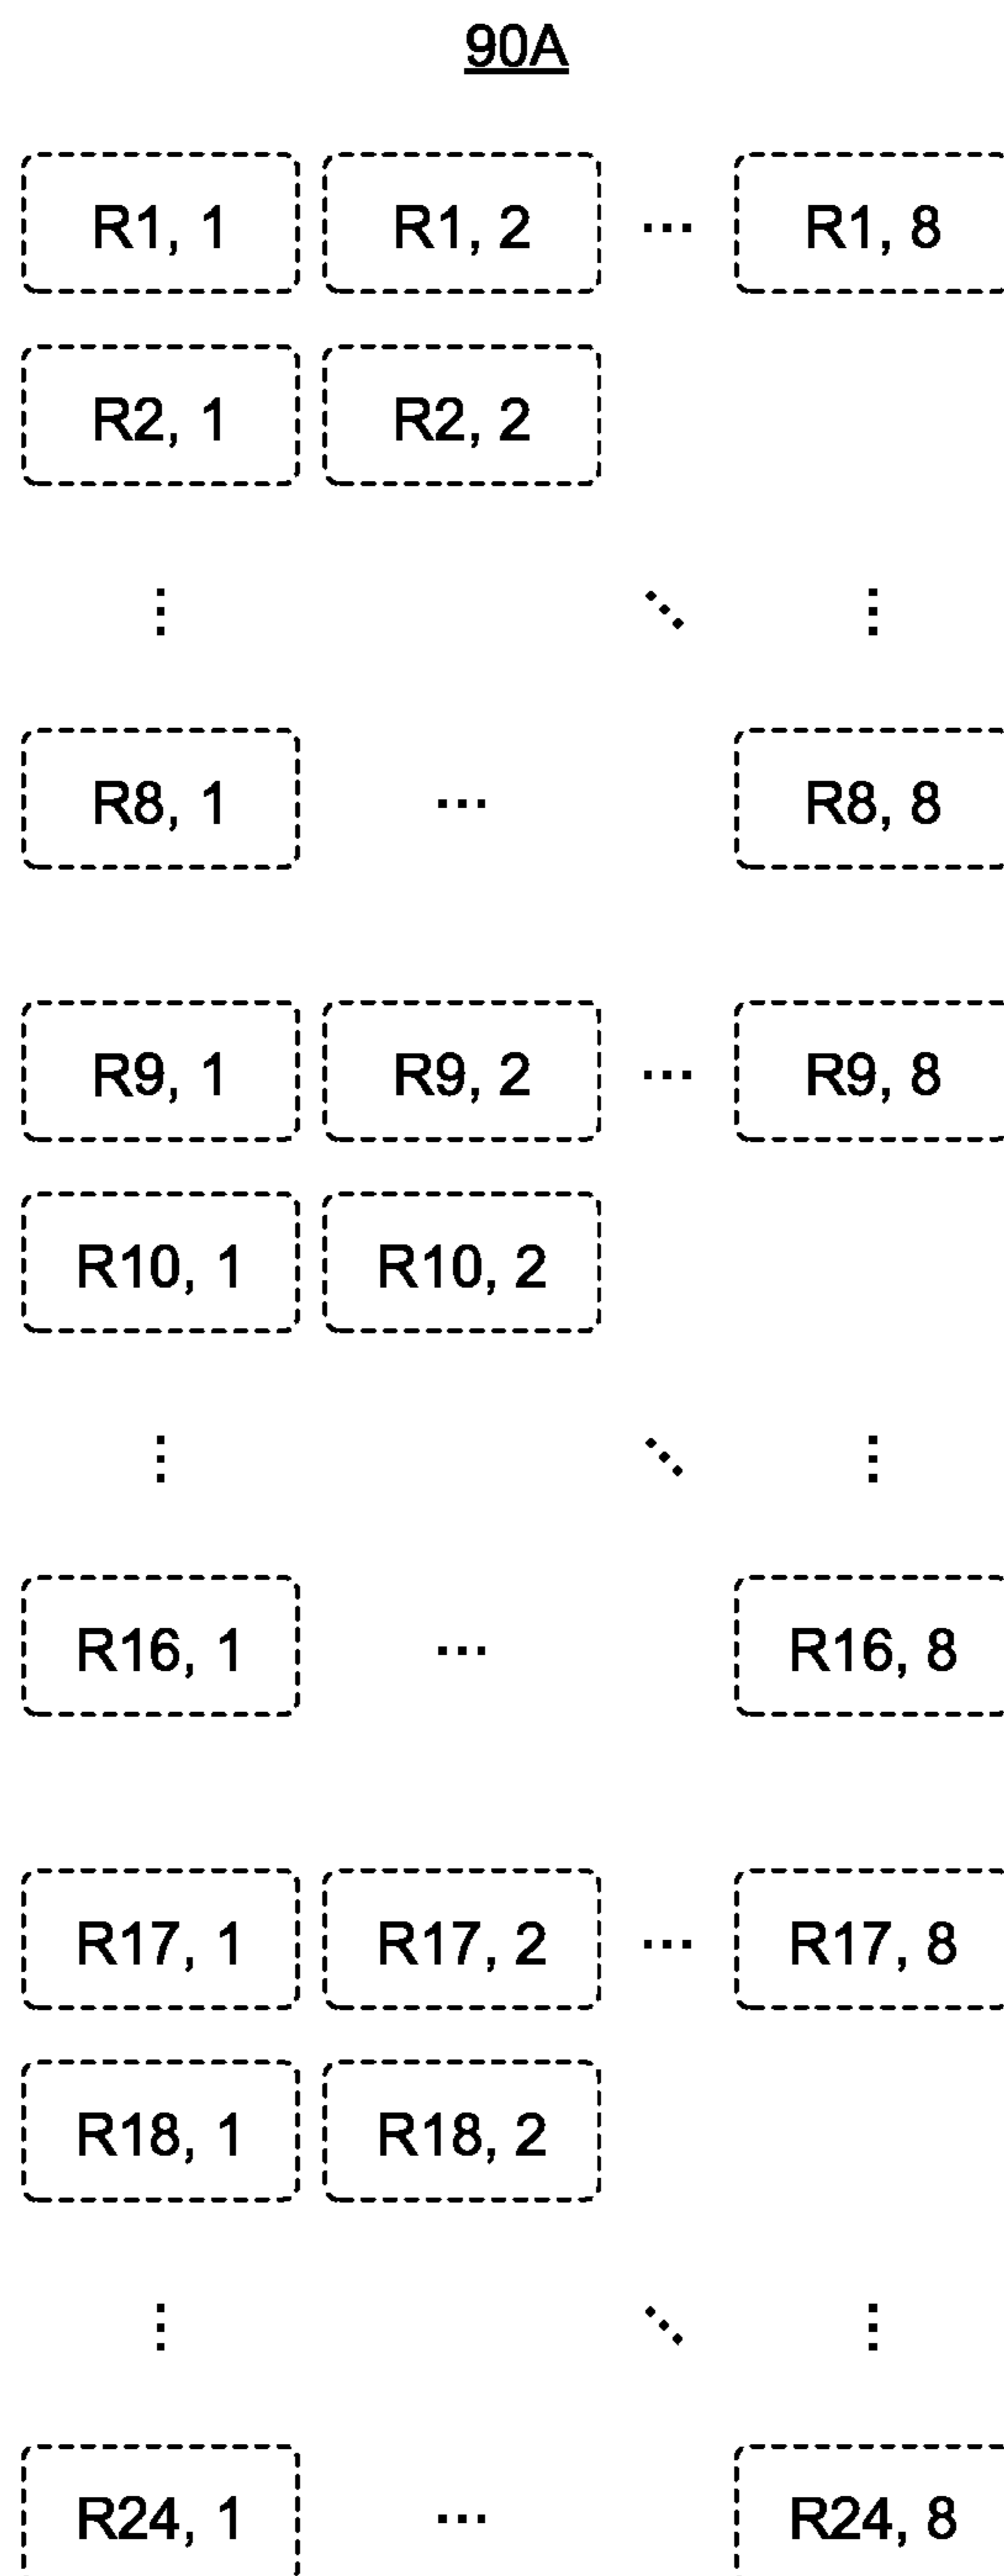 90A
R1, 1 R1, 2 ... R1, 8
R2, 1 R2, 2
R8, 1 ... R8, 8
R9, 1 R9, 2 ... R9, 8
R10, 1 R10, 2
R16, 1 ... R16, 8
R17, 1 R17, 2 ... R17, 8
R18, 1 R18, 2
R24, 1 ... R24, 8